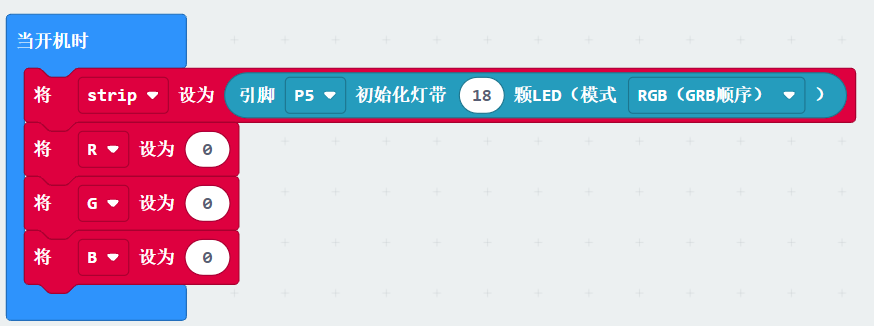 当开机时
将 strip 设为 引脚 P5 初始化灯带 18 颗LED（模式 RGB（GRB顺序） ）
将 R 设为 0
将 G 设为 0
将 B 设为 0